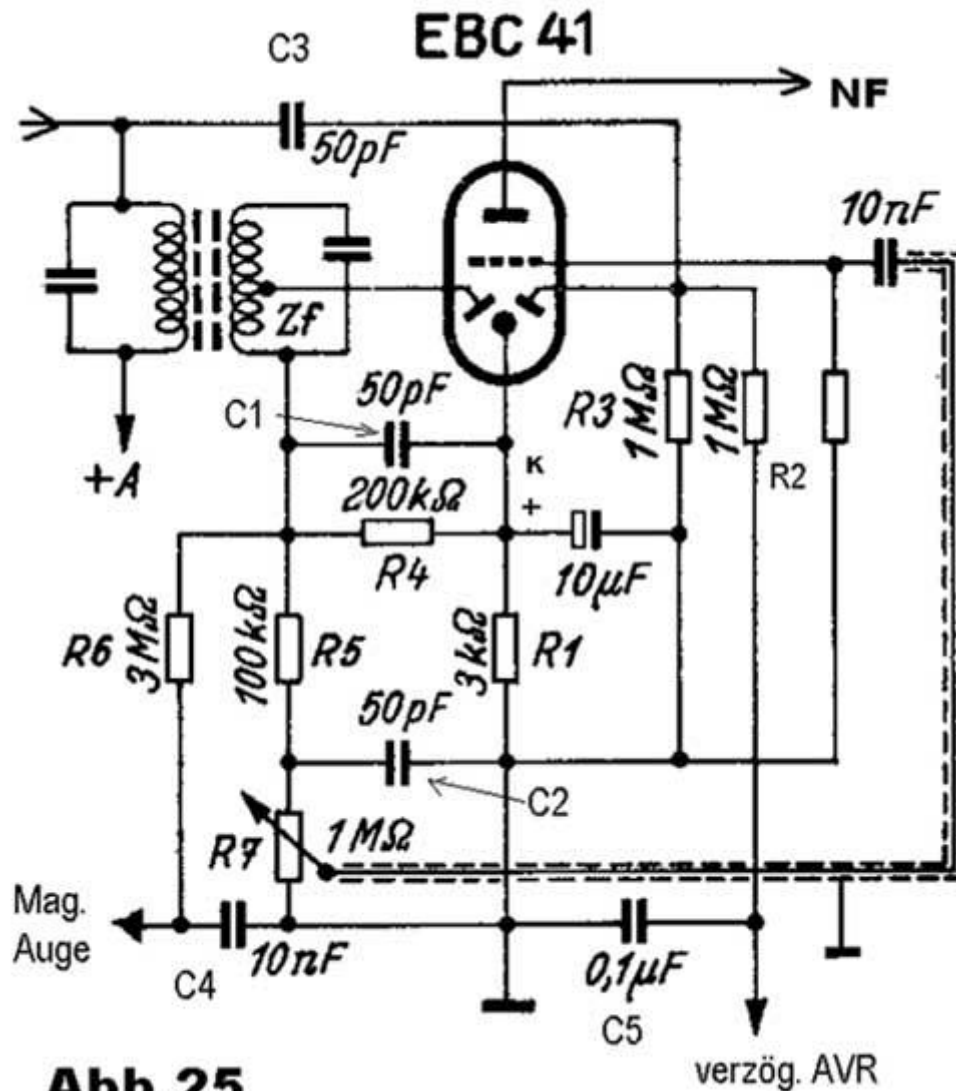 EBC 41
C3
NF
50pF
10nF
Zf
50pF
C1
R3
1MΩ
1MΩ
R2
+A
K
+
200kΩ
R4
10µF
R6
3MΩ
100kΩ
R5
3kΩ
R1
50pF
C2
R7
1MΩ
Mag.
Auge
10nF
C4
0,1µF
C5
verzög. AVR
Abb 25